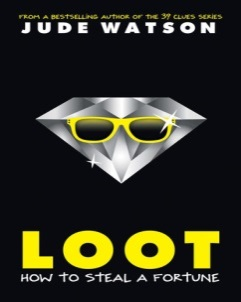 FROM A BESTSELLING AUTHOR OF THE 39 CLUES SERIES
JUDE WATSON
LOOT
HOW TO STEAL A FORTUNE